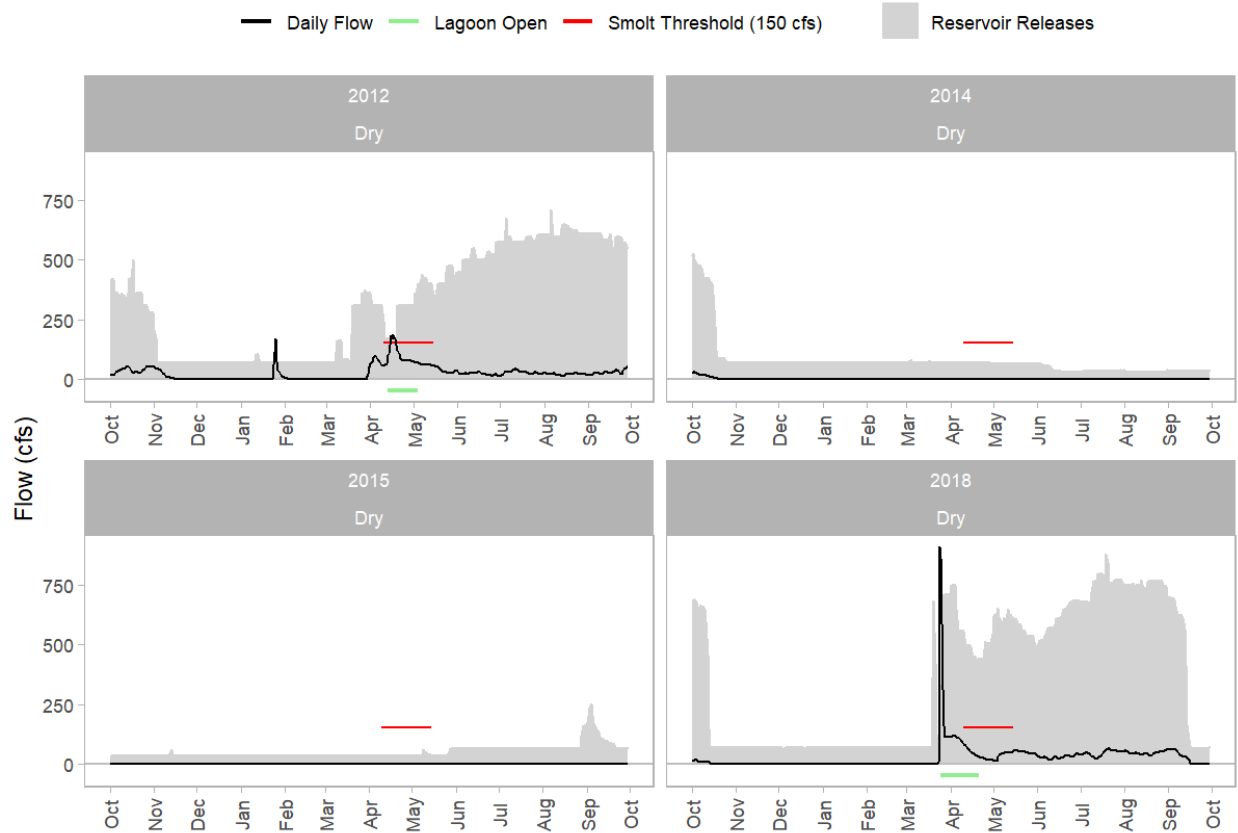 Daily Flow Lagoon Open Smolt Threshold (150 cfs) Reservoir Releases
2012
Dry
2014
Dry
750
500
250
0
Oct Nov Dec Jan Feb Mar Apr May Jun Jul Aug Sep Oct
Oct Nov Dec Jan Feb Mar Apr May Jun Jul Aug Sep Oct
Flow (cfs)
2015
Dry
2018
Dry
750
500
250
0
Oct Nov Dec Jan Feb Mar Apr May Jun Jul Aug Sep Oct
Oct Nov Dec Jan Feb Mar Apr May Jun Jul Aug Sep Oct